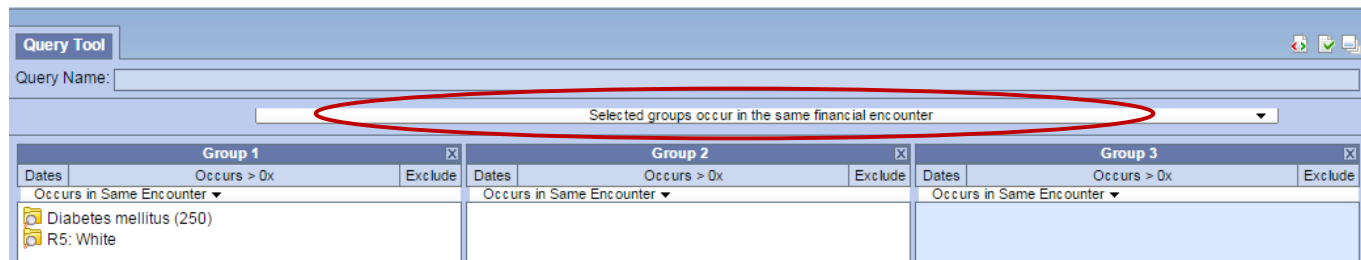 Query Tool
Query Name:
Selected groups occur in the same financial encounter
Group 1
Group 2
Group 3
Dates Occurs > 0x Exclude
Dates Occurs > 0x Exclude
Dates Occurs > 0x Exclude
Occurs in Same Encounter
Occurs in Same Encounter
Occurs in Same Encounter
Diabetes mellitus (250)
R5: White